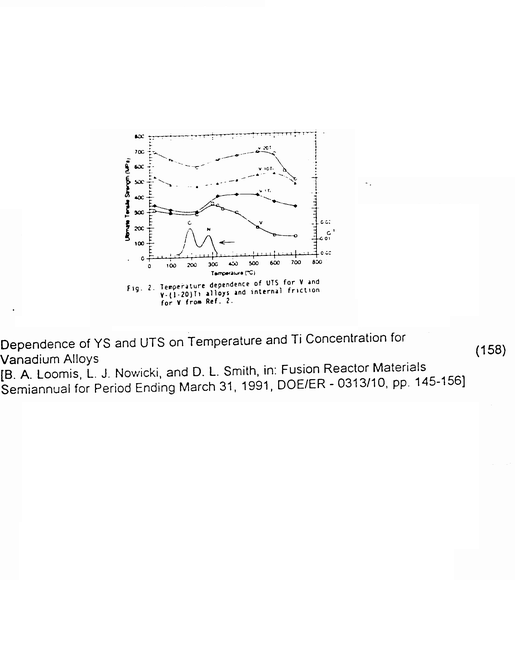 800
700
600
500
400
300
200
100
0
Ultimate Tensile Strength (MPa)
V-20Ti
V-10Ti
V-1Ti
V
O
N
0.02
0.01
0.00
0 100 200 300 400 500 600 700 800
Temperature (°C)
Fig. 2. Temperature dependence of UTS for V and
V-(1-20)Ti alloys and internal friction
for V from Ref. 2.
Dependence of YS and UTS on Temperature and Ti Concentration for
Vanadium Alloys
(158)
[B. A. Loomis, L. J. Nowicki, and D. L. Smith, in: Fusion Reactor Materials
Semiannual for Period Ending March 31, 1991, DOE/ER - 0313/10, pp. 145-156]